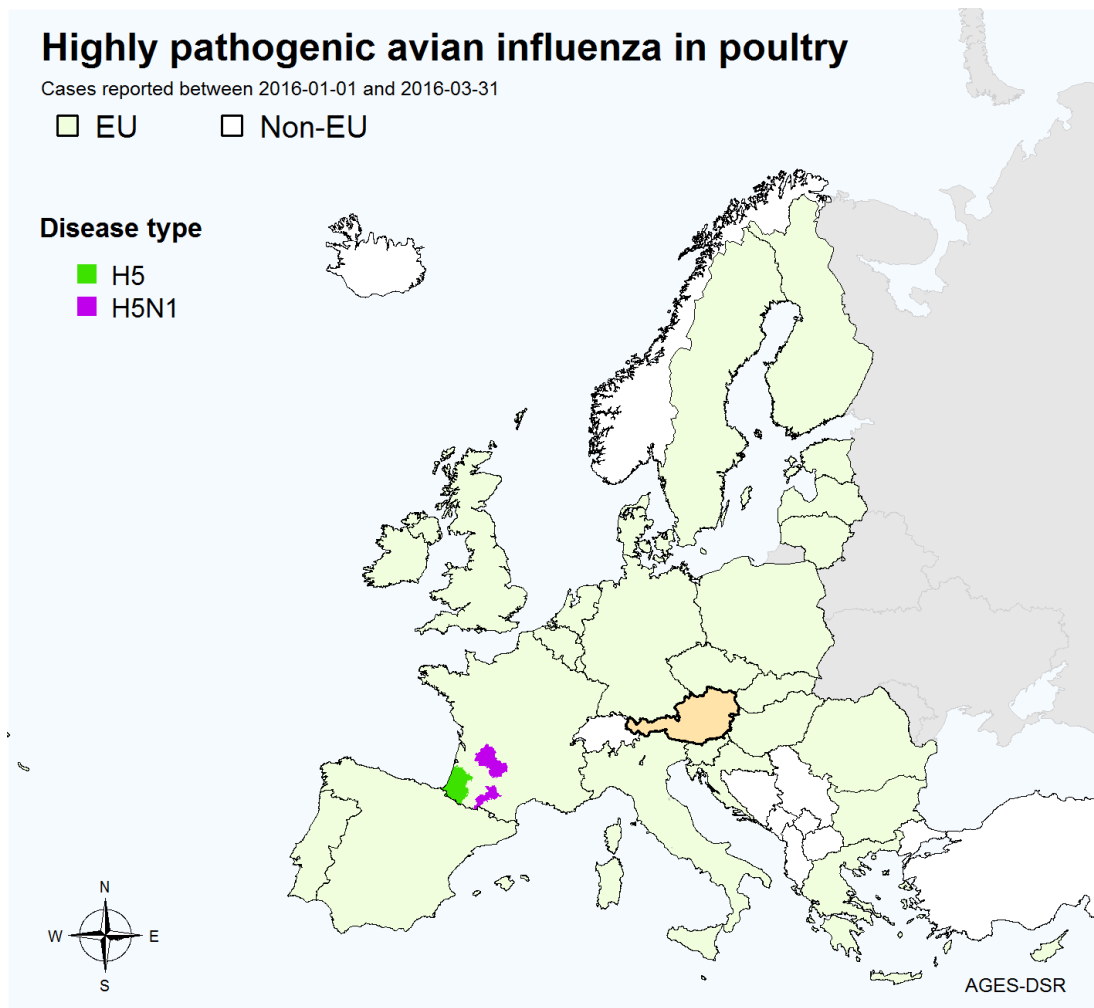 Highly pathogenic avian influenza in poultry
Cases reported between 2016-01-01 and 2016-03-31
EU Non-EU
Disease type
H5
H5N1
N
W E
S
AGES-DSR